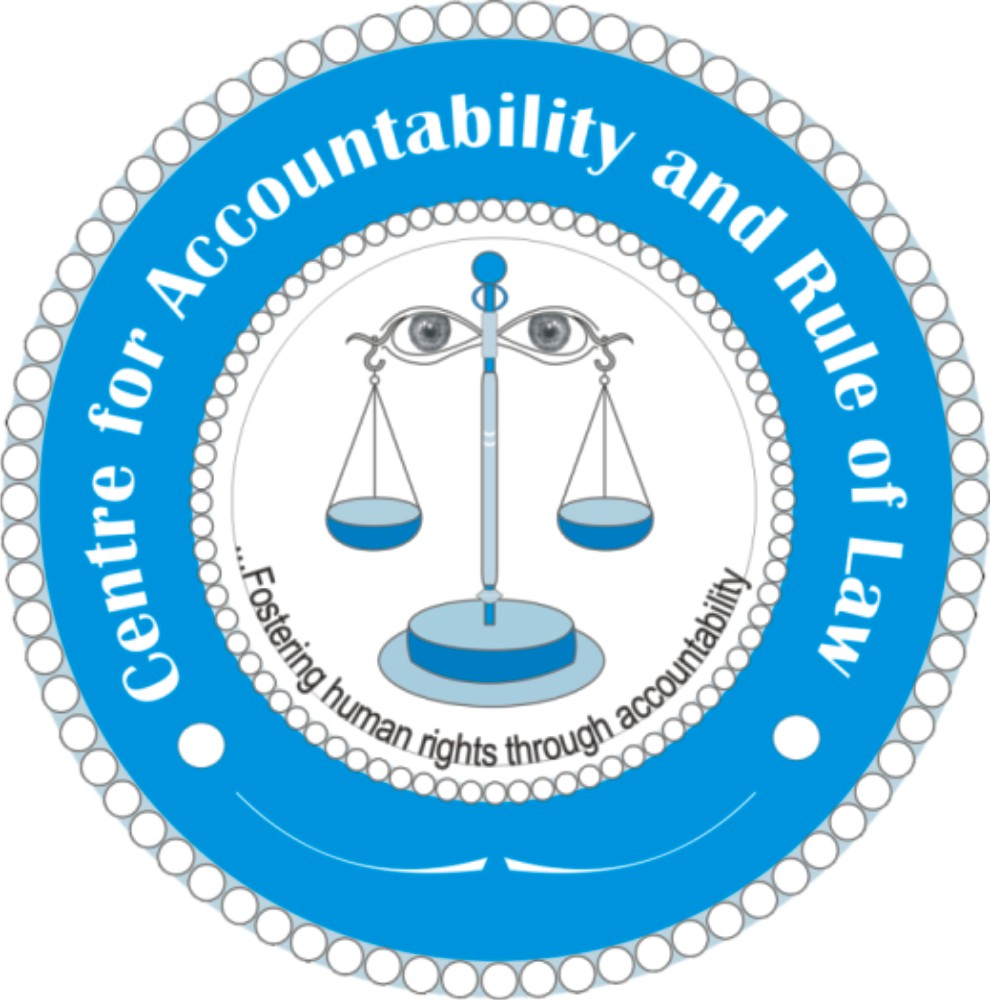 Centre for Accountability and Rule of Law
...Fostering human rights through accountability